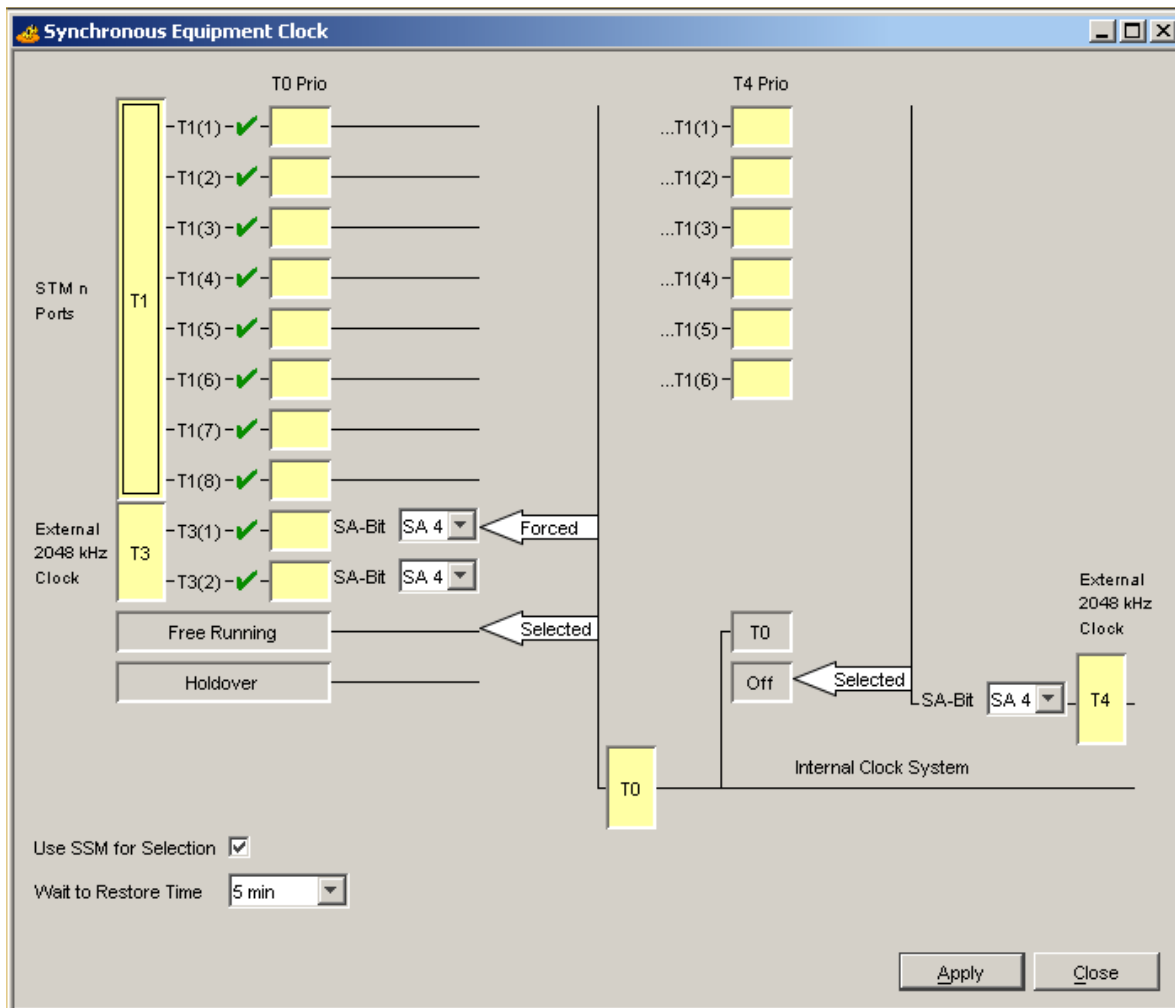 Synchronous Equipment Clock
T0 Prio
T4 Prio
T1(1)
...T1(1)
T1(2)
...T1(2)
T1(3)
...T1(3)
STM n
Ports
T1
T1(4)
...T1(4)
T1(5)
...T1(5)
T1(6)
...T1(6)
T1(7)
T1(8)
External
2048 kHz
Clock
T3
T3(1)
SA-Bit
SA 4
Forced
T3(2)
SA-Bit
SA 4
External
2048 kHz
Clock
Free Running
Selected
T0
Holdover
Off
Selected
SA-Bit
SA 4
T4
T0
Internal Clock System
Use SSM for Selection
Wait to Restore Time
5 min
Apply
Close